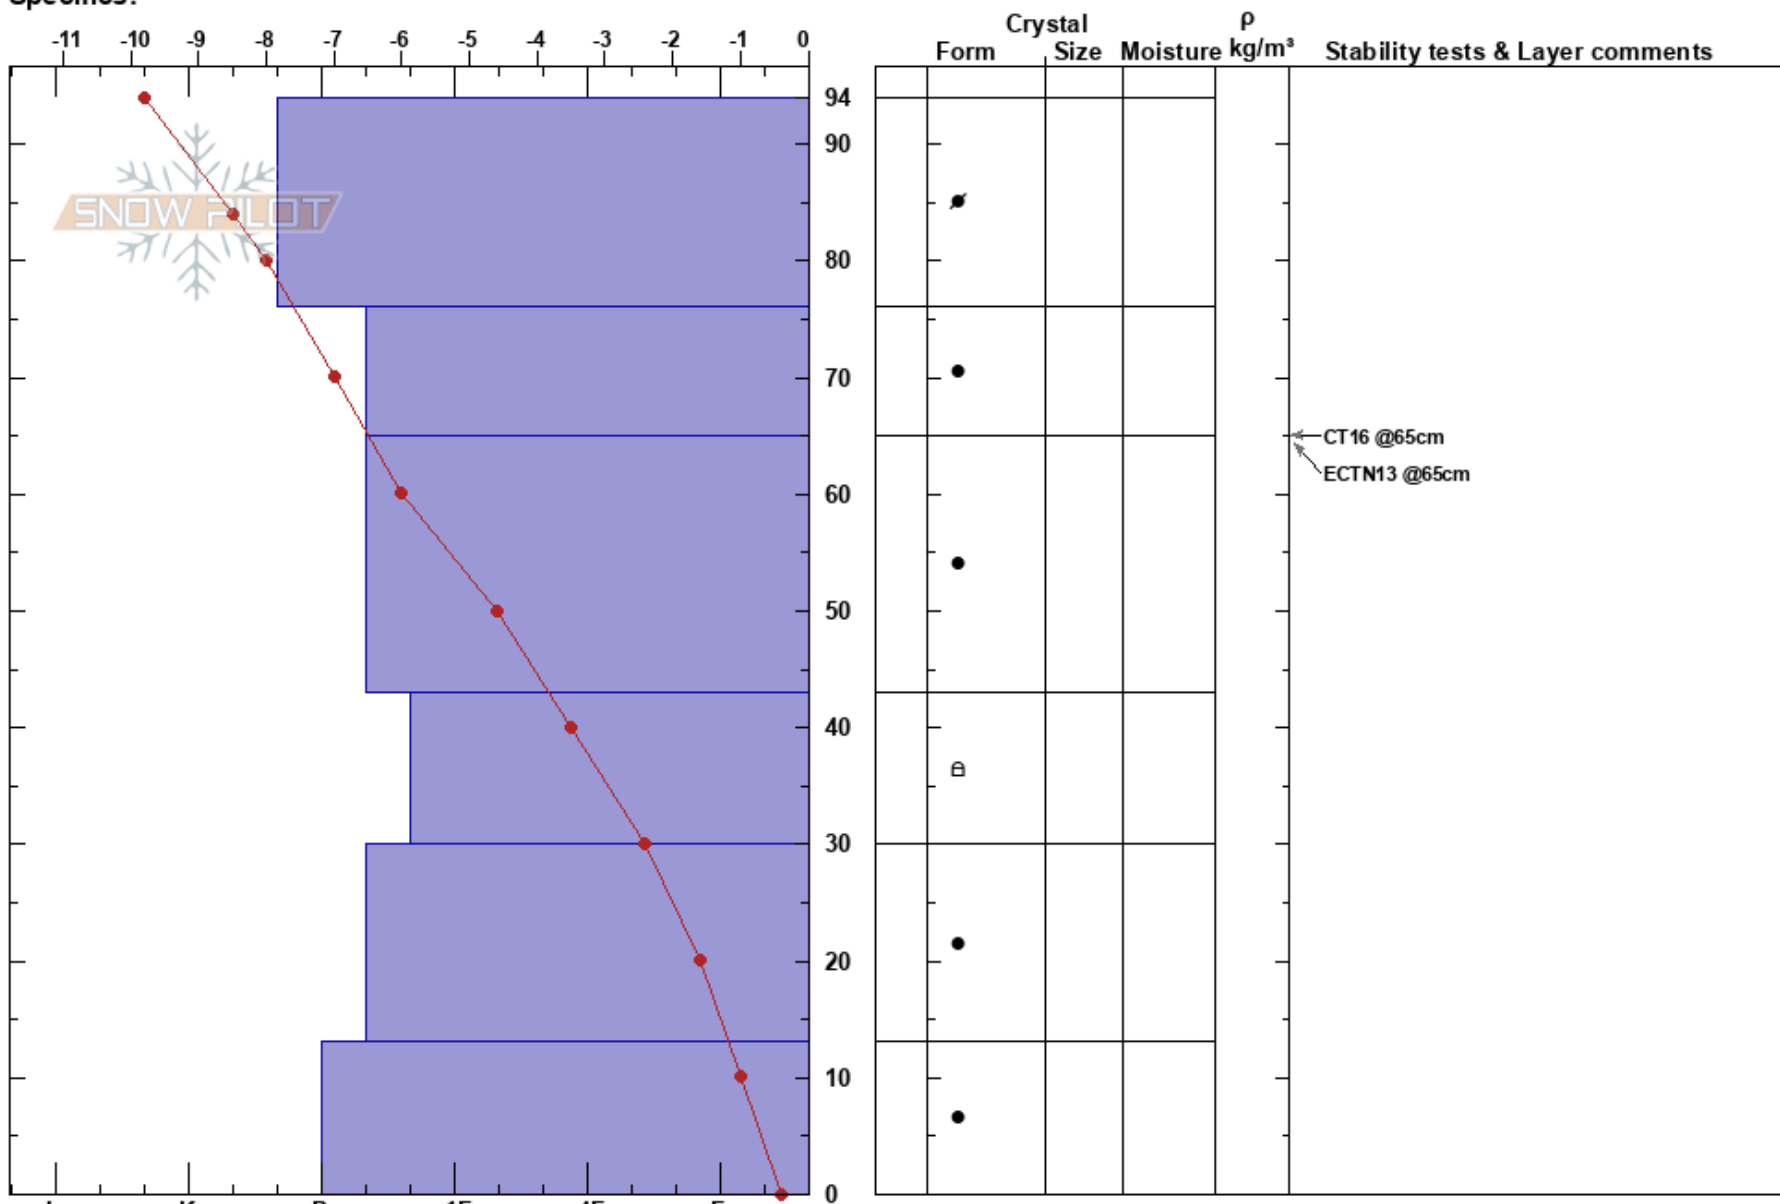 Specifics:
Crystal ρ
-11 -10 -9 -8 -7 -6 -5 -4 -3 -2 -1 0 Form Size Moisture kg/m³ Stability tests & Layer comments
94
90
SNOW PILOT
80
70
CT16 @65cm
ECTN13 @65cm
60
50
40
30
20
10
0